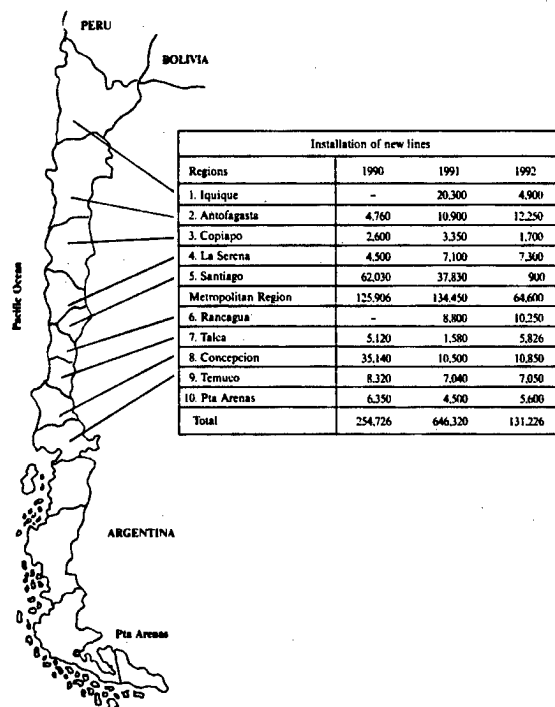 PERU
BOLIVIA
Installation of new lines
Regions 1990 1991 1992
1. Iquique – 20,300 4,900
2. Antofagasta 4,760 10,900 12,250
3. Copiapo 2,600 3,350 1,700
4. La Serena 4,500 7,100 7,300
5. Santiago 62,030 37,830 900
Metropolitan Region 125,906 134,450 64,600
6. Rancagua – 8,800 10,250
7. Talca 5,120 1,580 5,826
8. Concepcion 35,140 10,500 10,850
9. Temuco 8,320 7,040 7,050
10. Pta Arenas 6,350 4,500 5,600
Total 254,726 646,320 131,226
Pacific Ocean
ARGENTINA
Pta Arenas